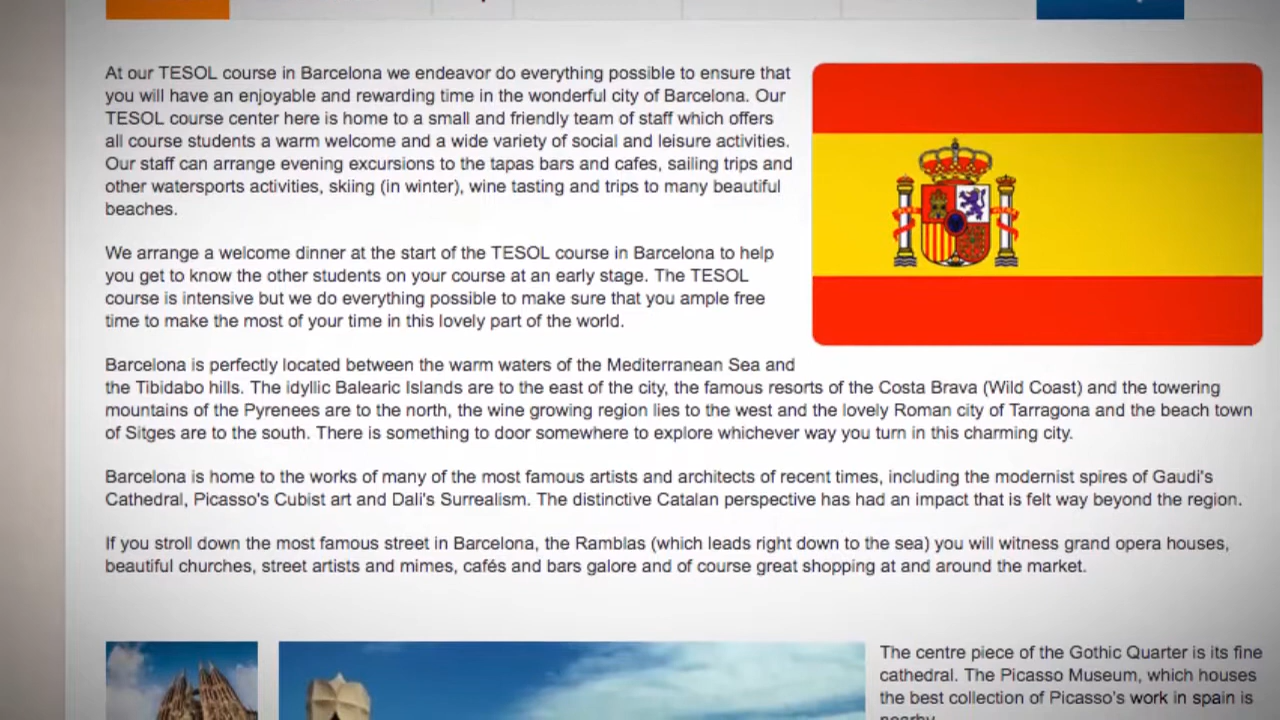 At our TESOL course in Barcelona we endeavor do everything possible to ensure that
you will have an enjoyable and rewarding time in the wonderful city of Barcelona. Our
TESOL course center here is home to a small and friendly team of staff which offers
all course students a warm welcome and a wide variety of social and leisure activities.
Our staff can arrange evening excursions to the tapas bars and cafes, sailing trips and
other watersports activities, skiing (in winter), wine tasting and trips to many beautiful
beaches.
We arrange a welcome dinner at the start of the TESOL course in Barcelona to help
you get to know the other students on your course at an early stage. The TESOL
course is intensive but we do everything possible to make sure that you ample free
time to make the most of your time in this lovely part of the world.
Barcelona is perfectly located between the warm waters of the Mediterranean Sea and
the Tibidabo hills. The idyllic Balearic Islands are to the east of the city, the famous resorts of the Costa Brava (Wild Coast) and the towering
mountains of the Pyrenees are to the north, the wine growing region lies to the west and the lovely Roman city of Tarragona and the beach town
of Sitges are to the south. There is something to door somewhere to explore whichever way you turn in this charming city.
Barcelona is home to the works of many of the most famous artists and architects of recent times, including the modernist spires of Gaudi's
Cathedral, Picasso's Cubist art and Dali's Surrealism. The distinctive Catalan perspective has had an impact that is felt way beyond the region.
If you stroll down the most famous street in Barcelona, the Ramblas (which leads right down to the sea) you will witness grand opera houses,
beautiful churches, street artists and mimes, cafés and bars galore and of course great shopping at and around the market.
The centre piece of the Gothic Quarter is its fine
cathedral. The Picasso Museum, which houses
the best collection of Picasso's work in spain is